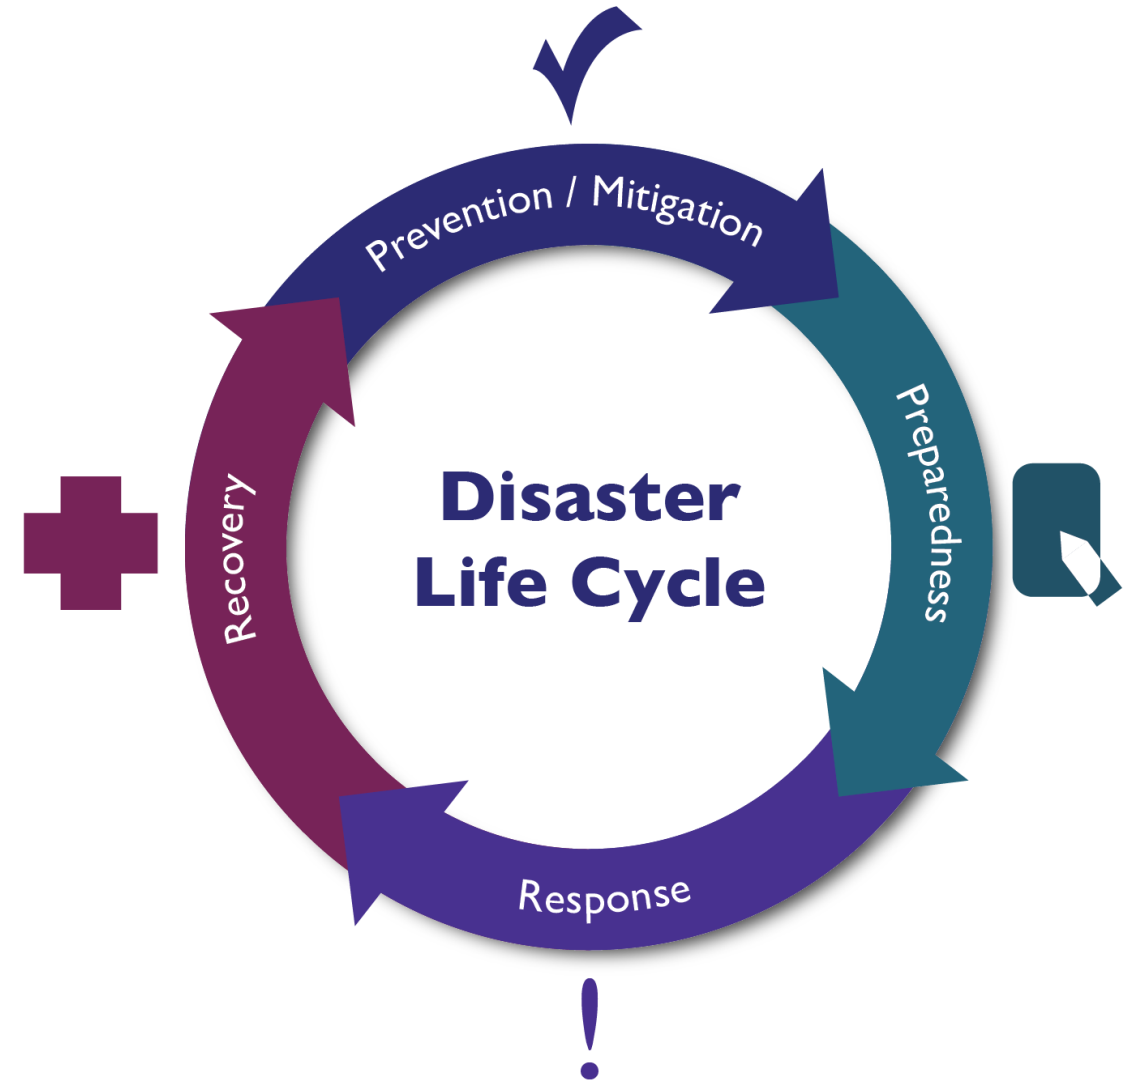 Prevention / Mitigation
Preparedness
Disaster
Life Cycle
Recovery
Response
!